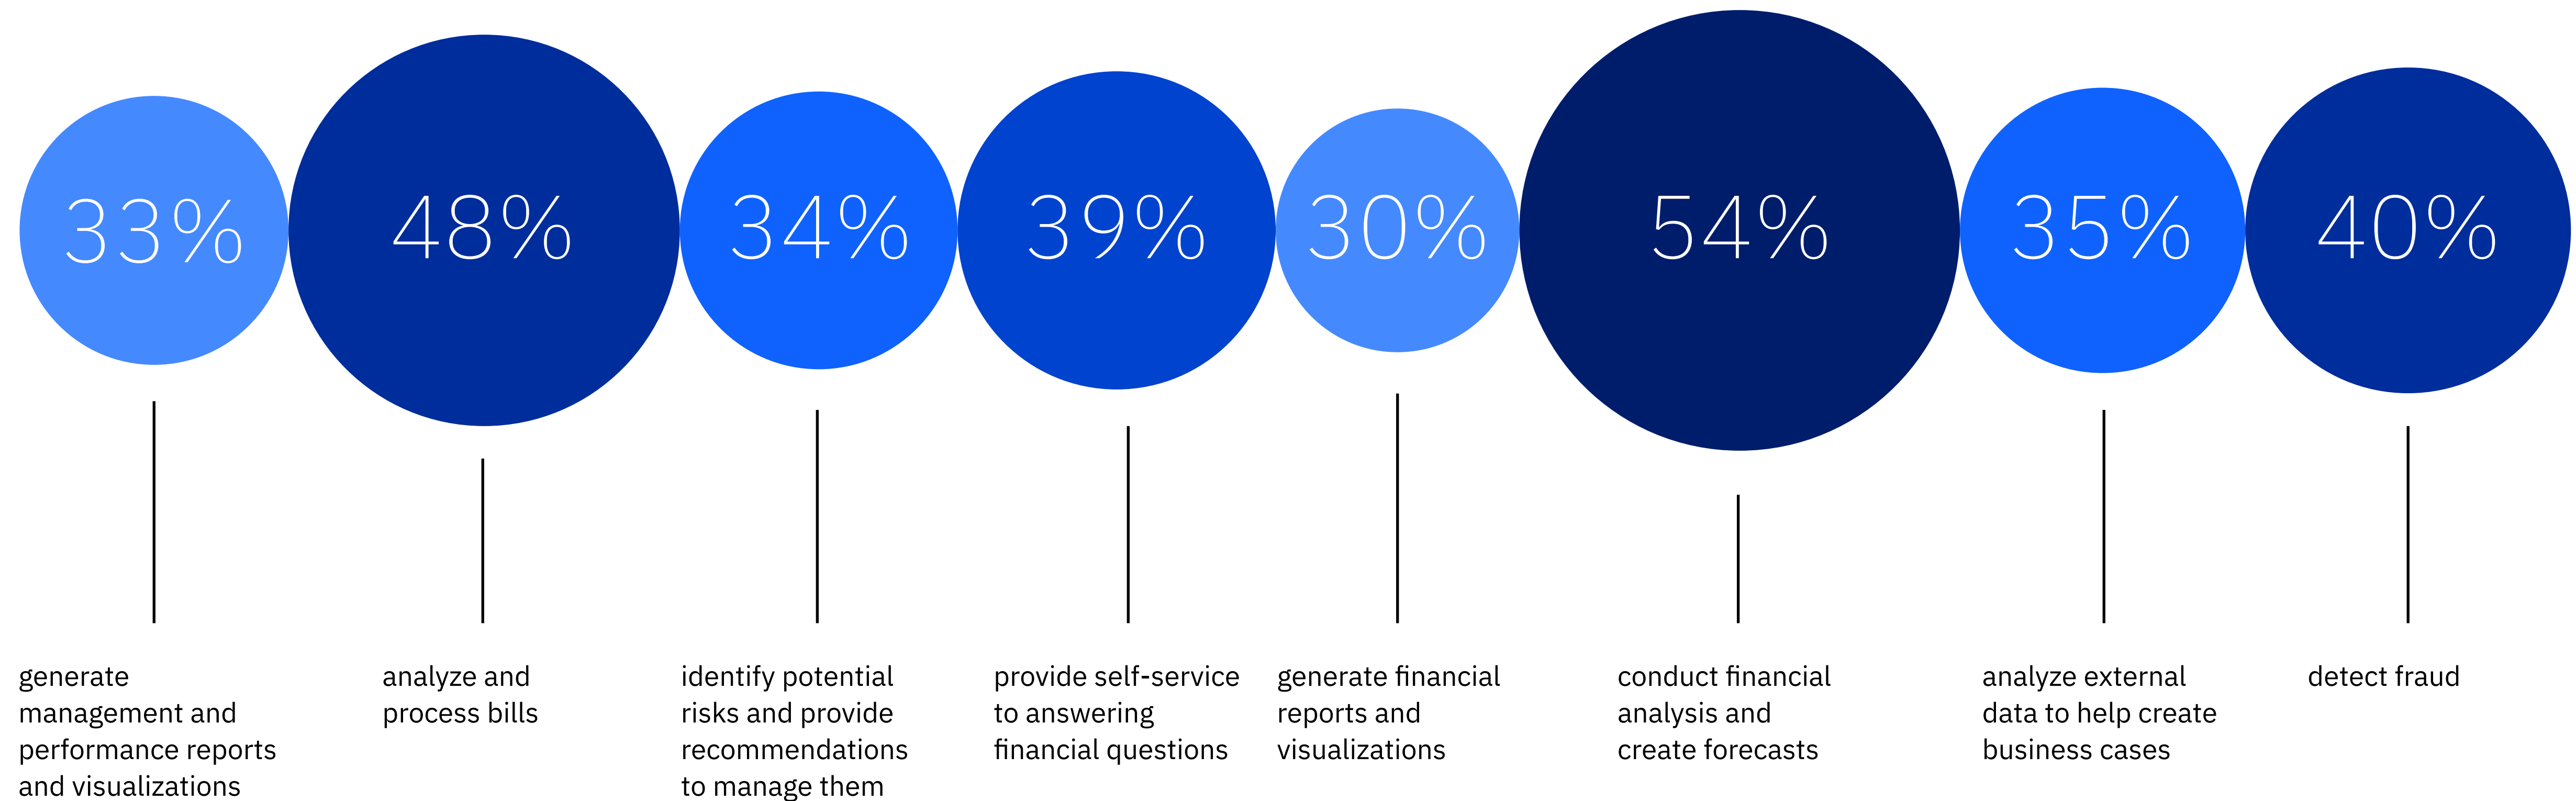 33%
48%
34%
39%
30%
54%
35%
40%
generate
management and
performance reports
and visualizations
analyze and
process bills
identify potential
risks and provide
recommendations
to manage them
provide self-service
to answering
financial questions
generate financial
reports and
visualizations
conduct financial
analysis and
create forecasts
analyze external
data to help create
business cases
detect fraud